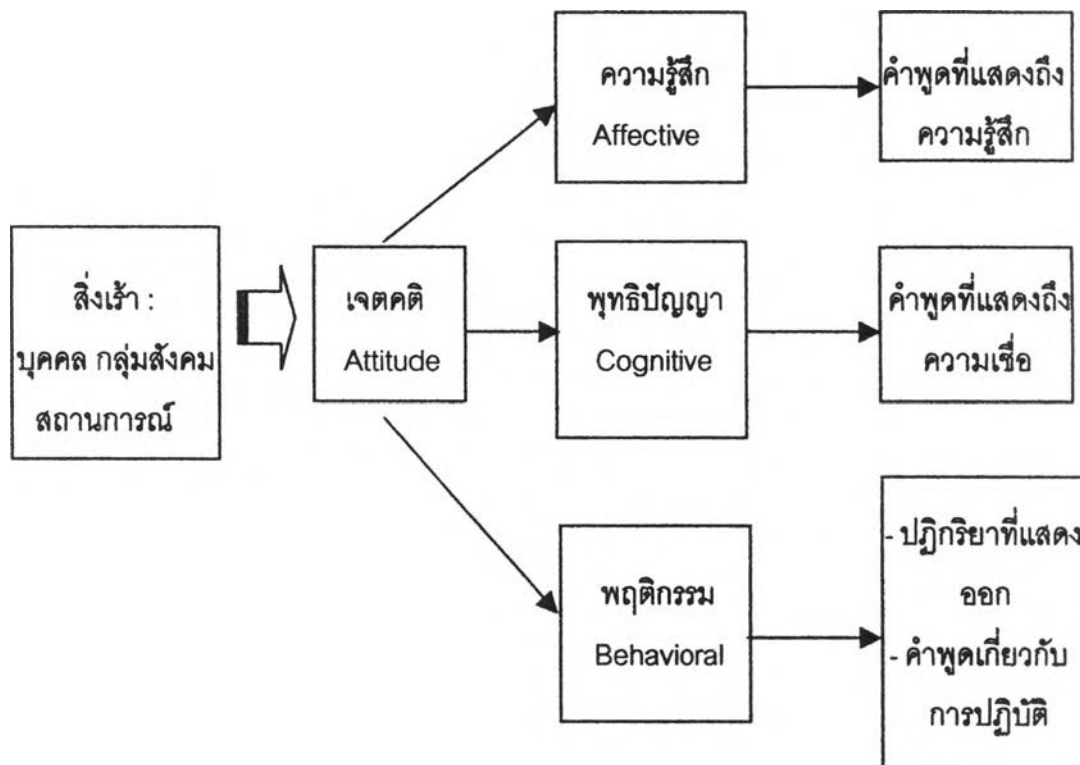 สิ่งเร้า :
บุคคล กลุ่มสังคม
สถานการณ์
เจตคติ
Attitude
ความรู้สึก
Affective
คำพูดที่แสดงถึง
ความรู้สึก
พุทธิปัญญา
Cognitive
คำพูดที่แสดงถึง
ความเชื่อ
พฤติกรรม
Behavioral
- ปฏิกริยาที่แสดง
ออก
- คำพูดเกี่ยวกับ
การปฏิบัติ